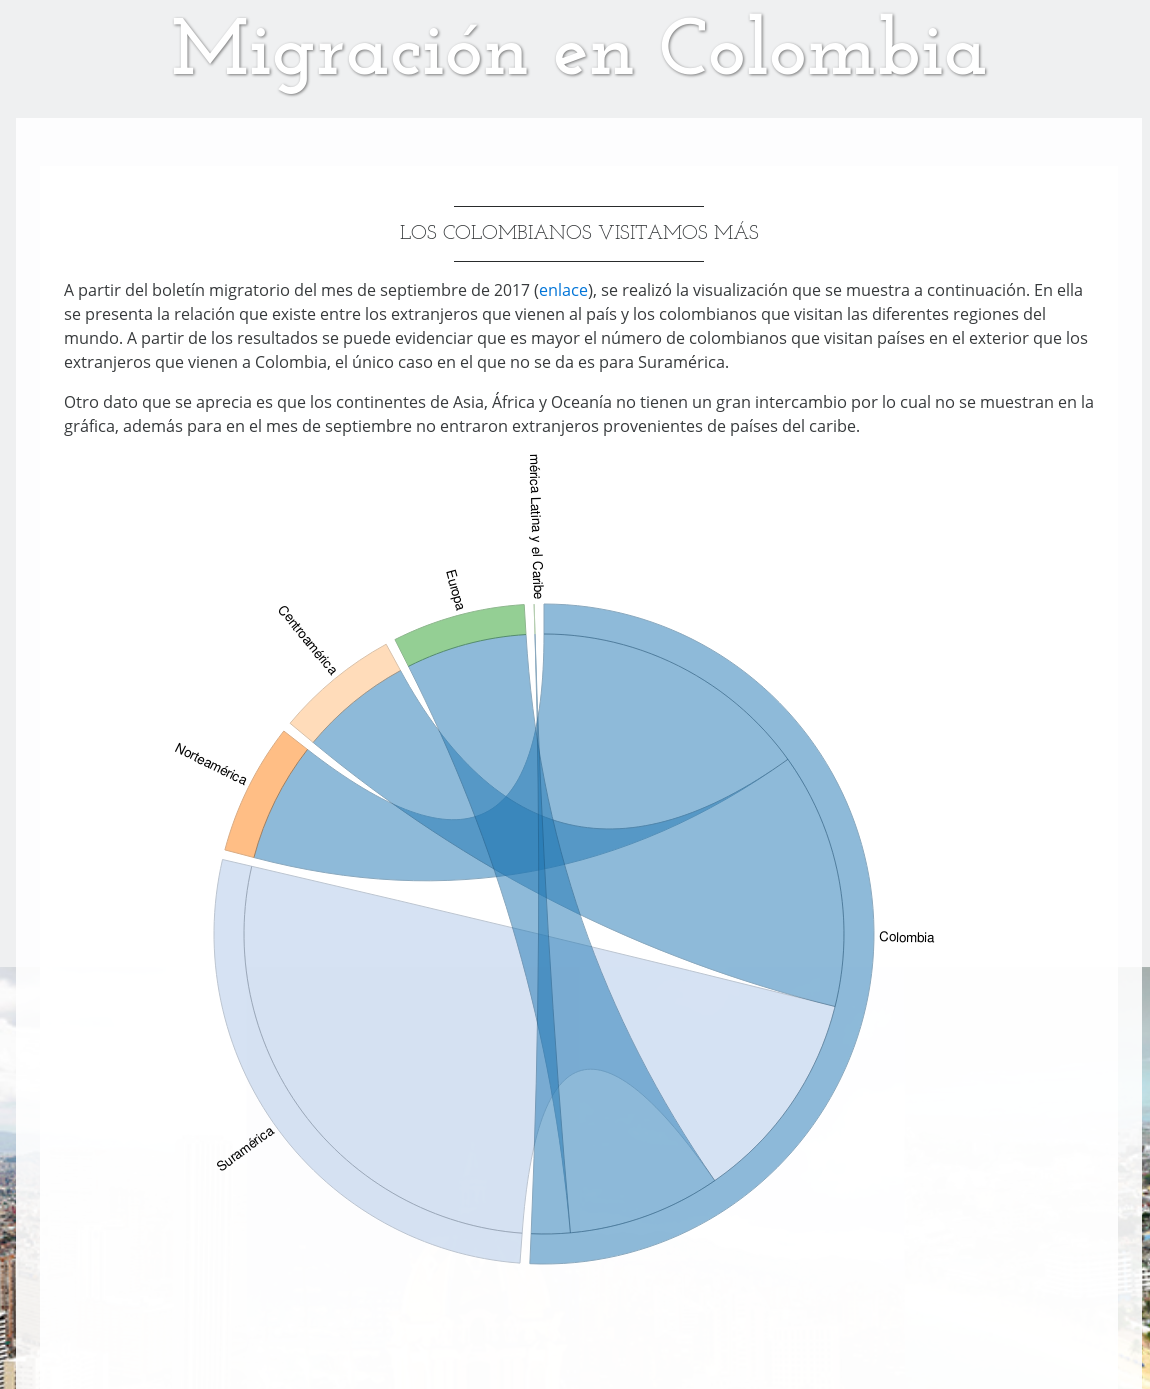 Migración en Colombia
LOS COLOMBIANOS VISITAMOS MÁS
A partir del boletín migratorio del mes de septiembre de 2017 (enlace), se realizó la visualización que se muestra a continuación. En ella
se presenta la relación que existe entre los extranjeros que vienen al país y los colombianos que visitan las diferentes regiones del
mundo. A partir de los resultados se puede evidenciar que es mayor el número de colombianos que visitan países en el exterior que los
extranjeros que vienen a Colombia, el único caso en el que no se da es para Suramérica.
Otro dato que se aprecia es que los continentes de Asia, África y Oceanía no tienen un gran intercambio por lo cual no se muestran en la
gráfica, además para en el mes de septiembre no entraron extranjeros provenientes de países del caribe.
mérica Latina y el Caribe
Europa
Centroamérica
Norteamérica
Colombia
Suramérica